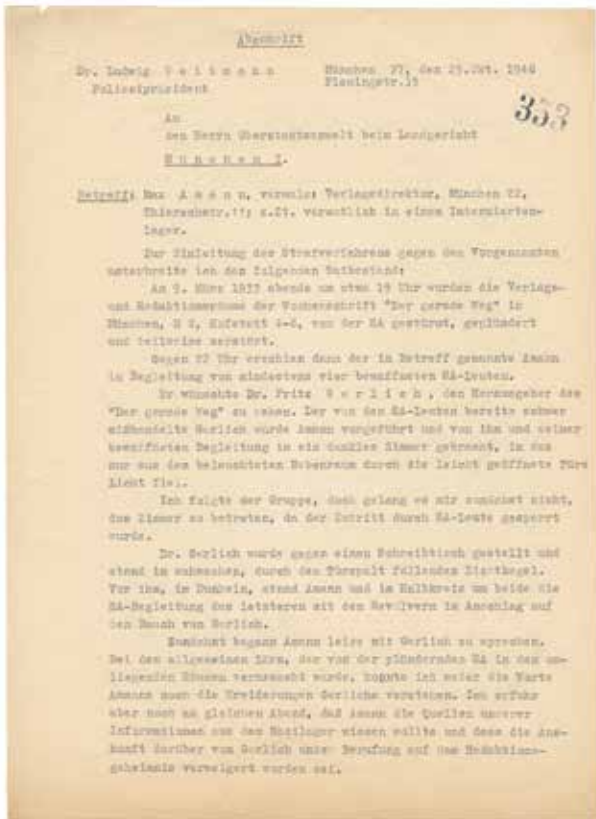 Abschrift
Dr. Ludwig Weitmann München 27, den 25.Okt. 1946
Polizeipräsident Flemingstr.15
353
An
den Herrn Oberstaatsanwalt beim Landgericht
München I.
Betreff: Max Amann, vormals: Verlagsdirektor, München 22,
Thierschstr.11; z.Zt. vermutlich in einem Interniertenlager.
Zur Einleitung des Strafverfahrens gegen den Vorgenannten
unterbreite ich den folgenden Tatbestand:
Am 9. März 1933 abends um etwa 19 Uhr wurden die Verlags-
und Redaktionsräume der Wochenschrift "Der gerade Weg" in
München, Hofstatt 4-6, von der SA gestürmt, geplündert
und teilweise zerstört.
Gegen 22 Uhr erschien dann der in Betreff genannte Amann
in Begleitung von mindestens vier bewaffneten SA-Leuten.
Er wünschte Dr. Fritz Gerlich, den Herausgeber des
"Der gerade Weg" zu sehen. Der von den SA-Leuten bereits schwer
mißhandelte Gerlich wurde Amann vorgeführt und von ihm und seiner
bewaffneten Begleitung in ein dunkles Zimmer gebracht, in das
nur aus dem beleuchteten Nebenraum durch die leicht geöffnete Türe
Licht fiel.
Ich folgte der Gruppe, doch gelang es mir zunächst nicht,
das Zimmer zu betreten, da der Zutritt durch SA-Leute gesperrt
wurde.
Dr. Gerlich wurde gegen einen Schreibtisch gestellt und
stand im schwachen, durch den Türspalt fallenden Lichtkegel.
Vor ihm, im Dunkeln, stand Amann und im Halbkreis um beide die
SA-Begleitung des letzteren mit den Revolvern im Anschlag auf
den Bauch von Gerlich.
Zunächst begann Amann leise mit Gerlich zu sprechen.
Bei dem allgemeinen Lärm, der von der plündernden SA in den um-
liegenden Räumen verursacht wurde, konnte ich weder die Worte
Amanns noch die Erwiderungen Gerlichs verstehen. Ich erfuhr
aber noch am gleichen Abend, daß Amann die Quellen unserer
Informationen aus dem Nazilager wissen wollte und dass die Aus-
kunft darüber von Gerlich unter Berufung auf das Redaktions-
geheimnis verweigert worden sei.